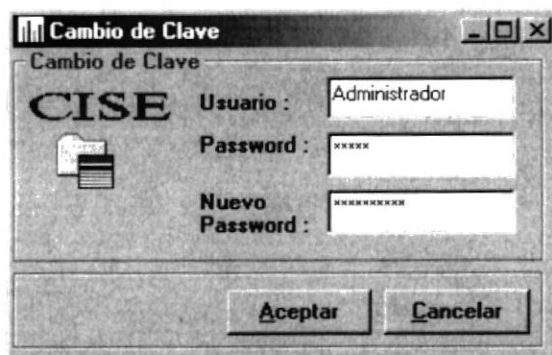 Cambio de Clave
Cambio de Clave
CISE
Usuario :
Administrador
Password :
*****
Nuevo
Password :
**********
Aceptar
Cancelar